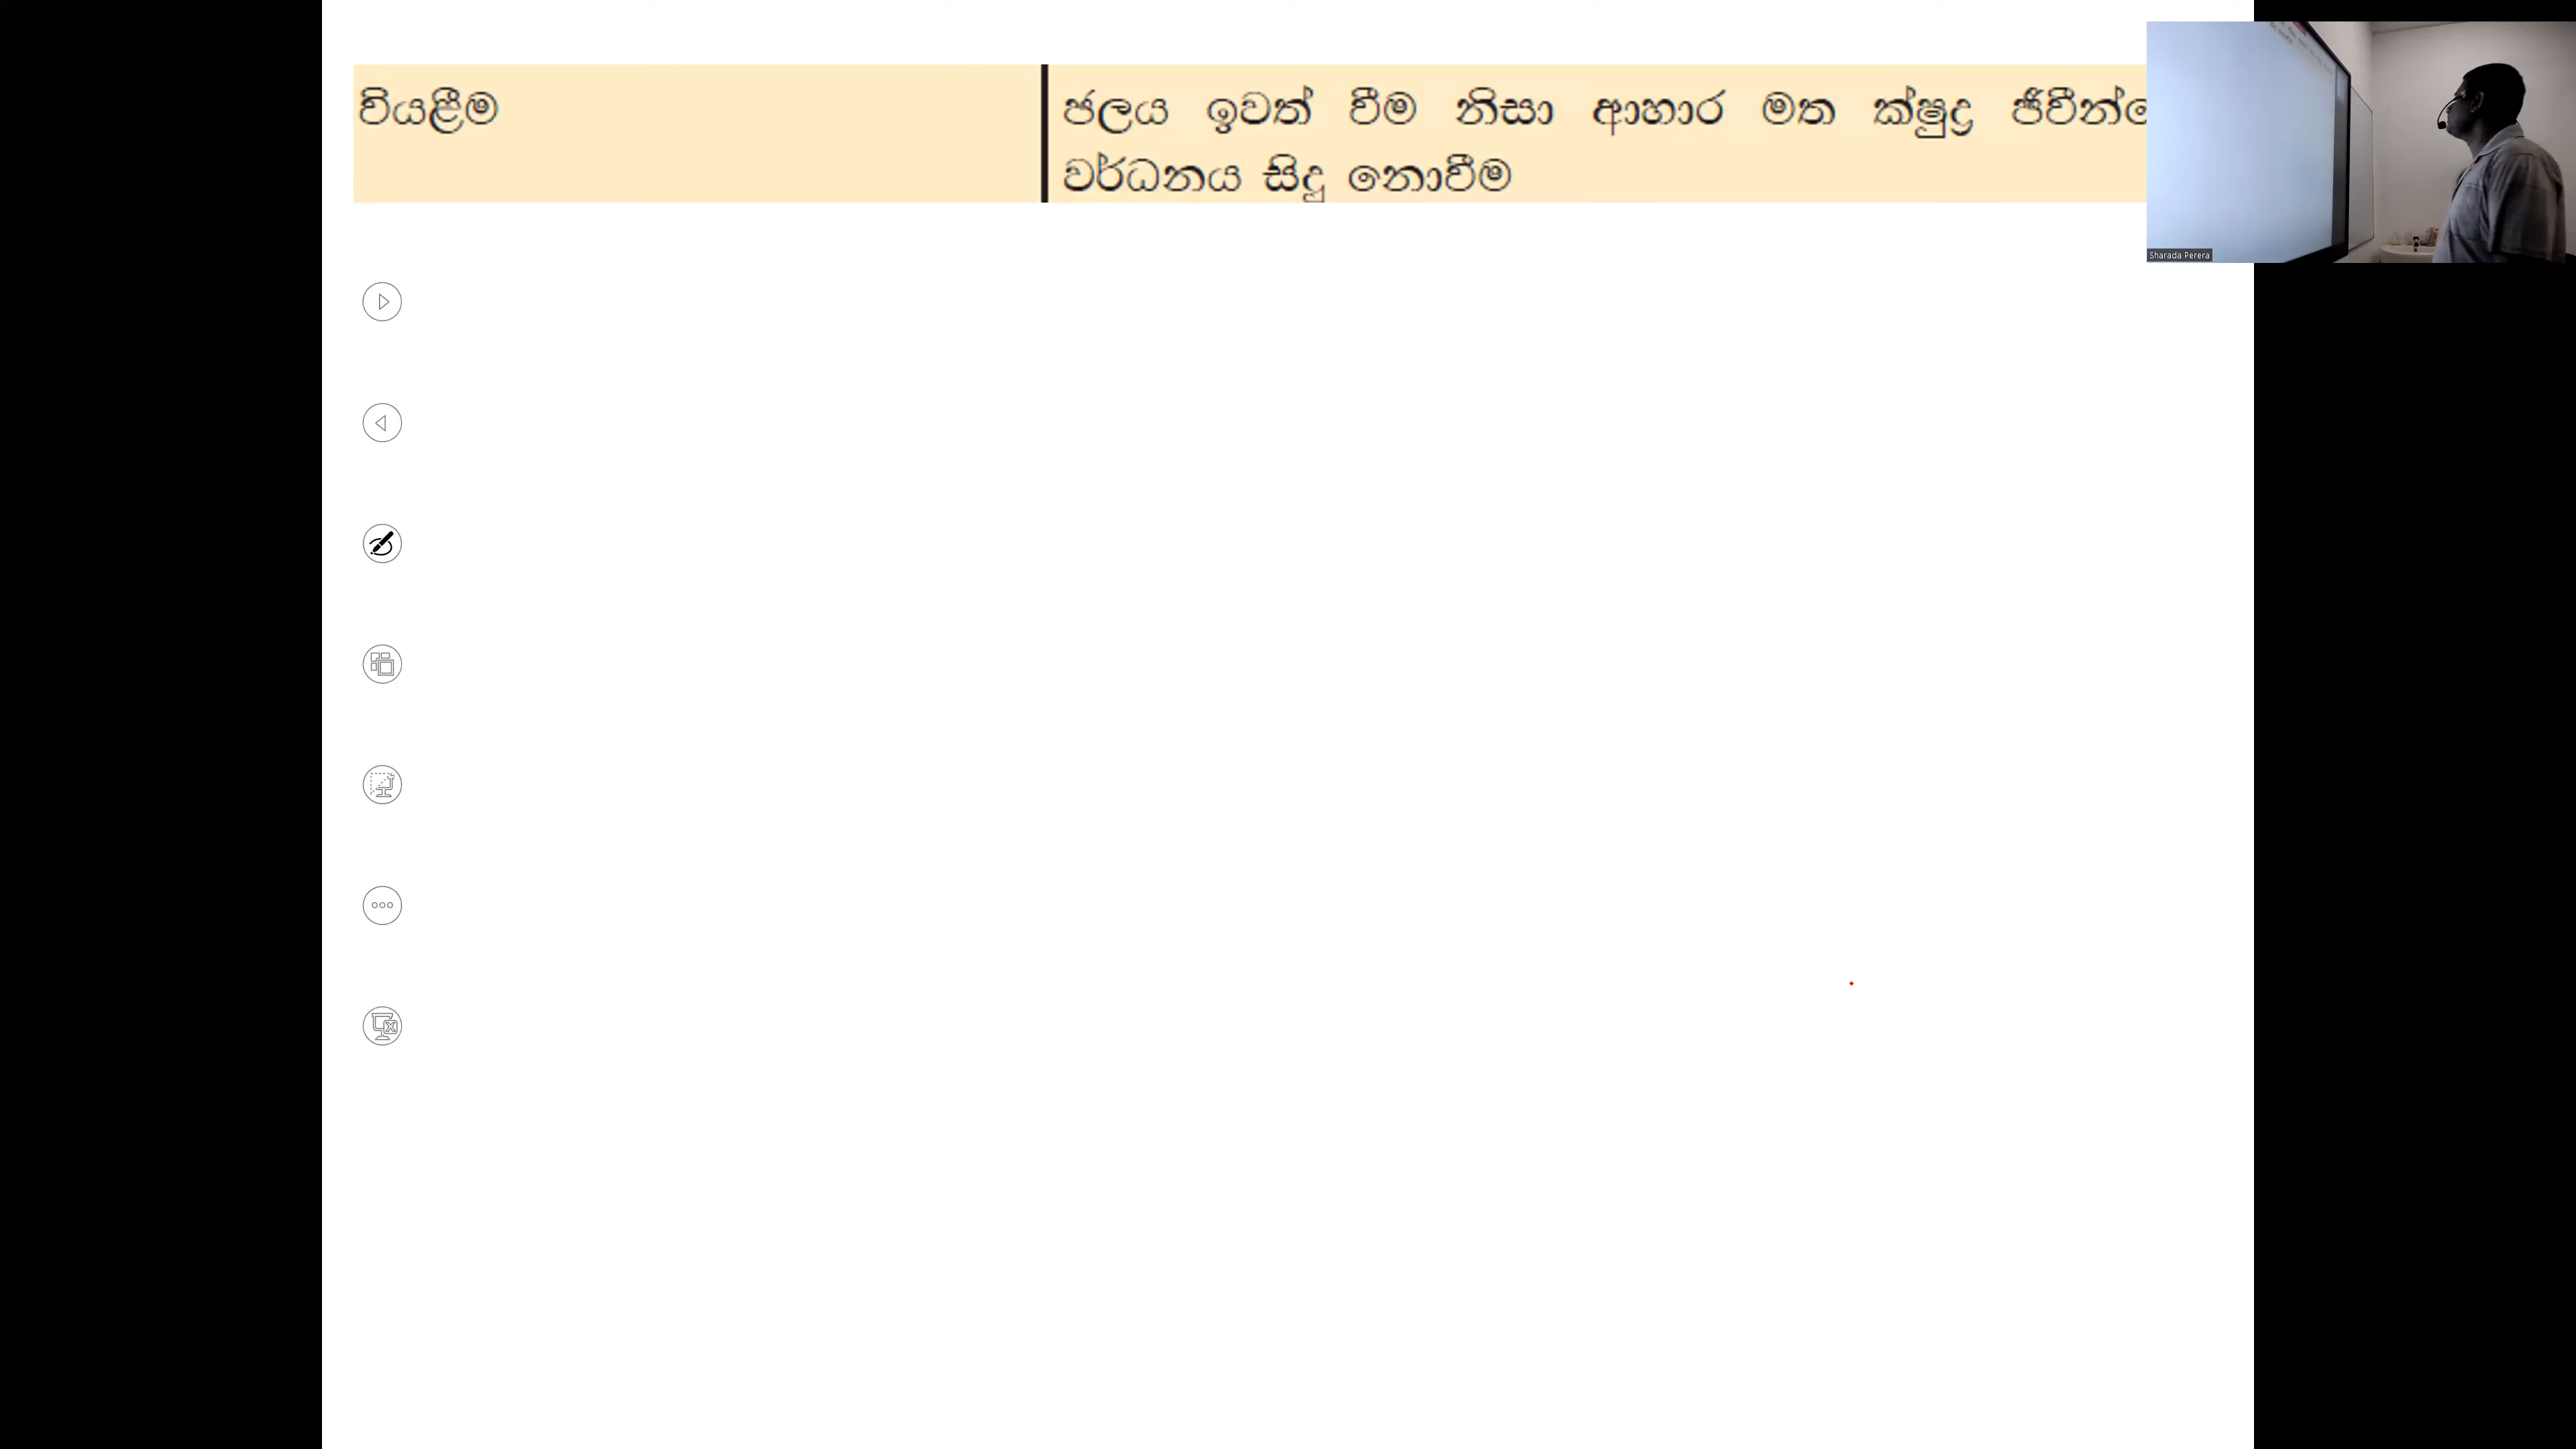 වියළීම
ජලය ඉවත් වීම නිසා ආහාර මත ක්ෂුද්‍ර
වර්ධනය සිදු නොවීම
Sharada Perera